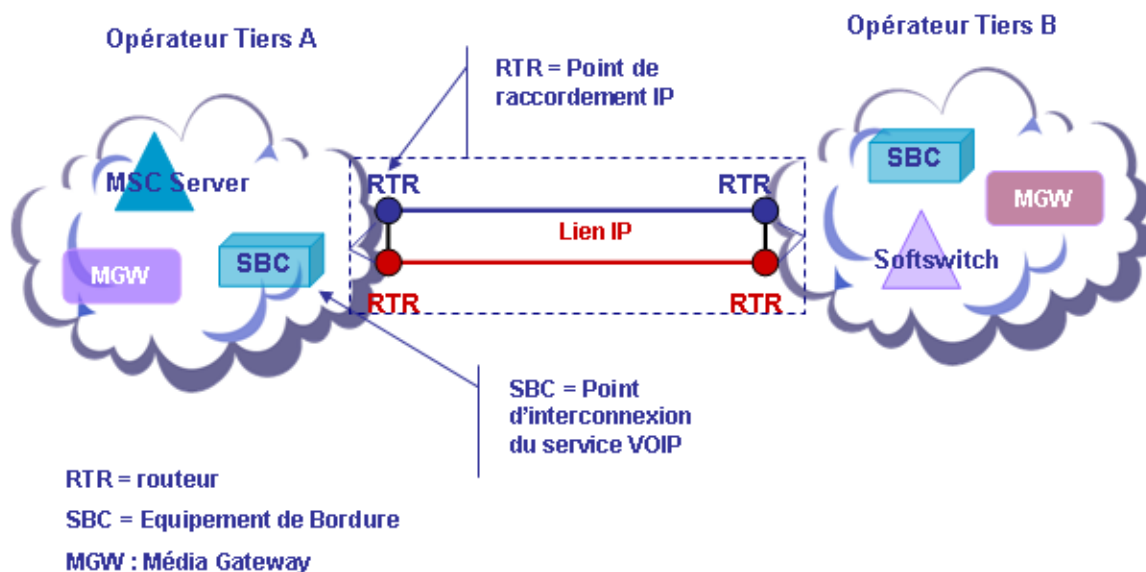 Opérateur Tiers A
Opérateur Tiers B
RTR = Point de
raccordement IP
MSC Server
MGW
SBC
RTR
RTR
Lien IP
RTR
RTR
SBC
MGW
Softswitch
SBC = Point
d'interconnexion
du service VOIP
RTR = routeur
SBC = Equipement de Bordure
MGW : Média Gateway